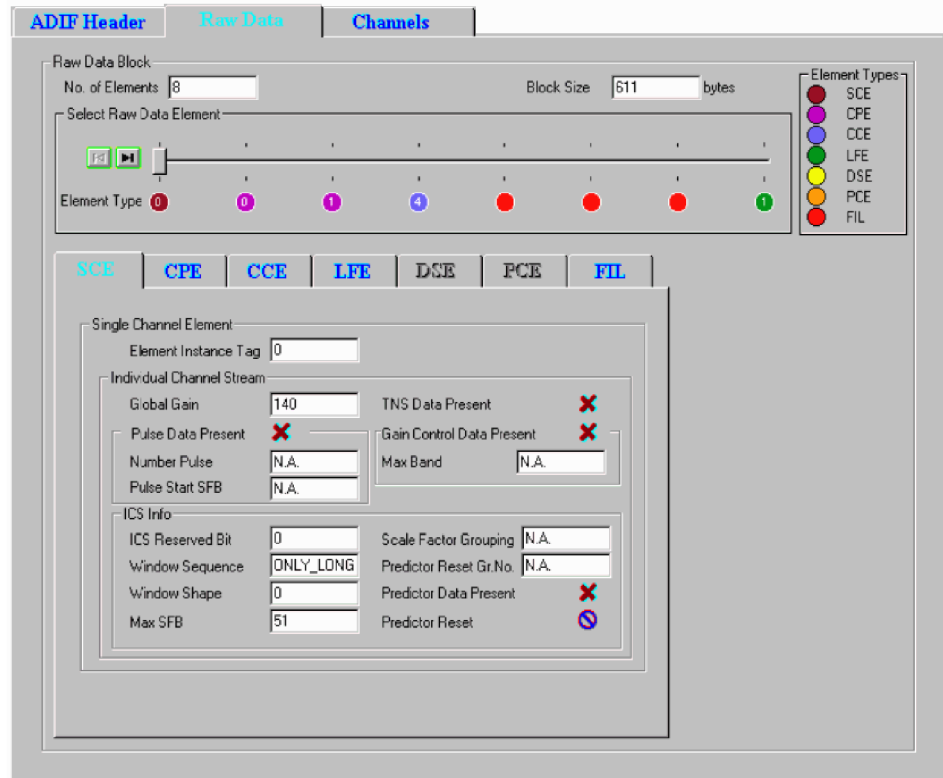 ADIF Header Raw Data Channels
Raw Data Block
No. of Elements 8 Block Size 611 bytes
Element Types
SCE
CPE
CCE
LFE
DSE
PCE
FIL
Select Raw Data Element
Element Type 0 0 1 4 1
SCE CPE CCE LFE DSE PCE FIL
Single Channel Element
Element Instance Tag 0
Individual Channel Stream
Global Gain 140 TNS Data Present
Pulse Data Present Gain Control Data Present
Number Pulse N.A. Max Band N.A.
Pulse Start SFB N.A.
ICS Info
ICS Reserved Bit 0 Scale Factor Grouping N.A.
Window Sequence ONLY_LONG Predictor Reset Gr.No. N.A.
Window Shape 0 Predictor Data Present
Max SFB 51 Predictor Reset